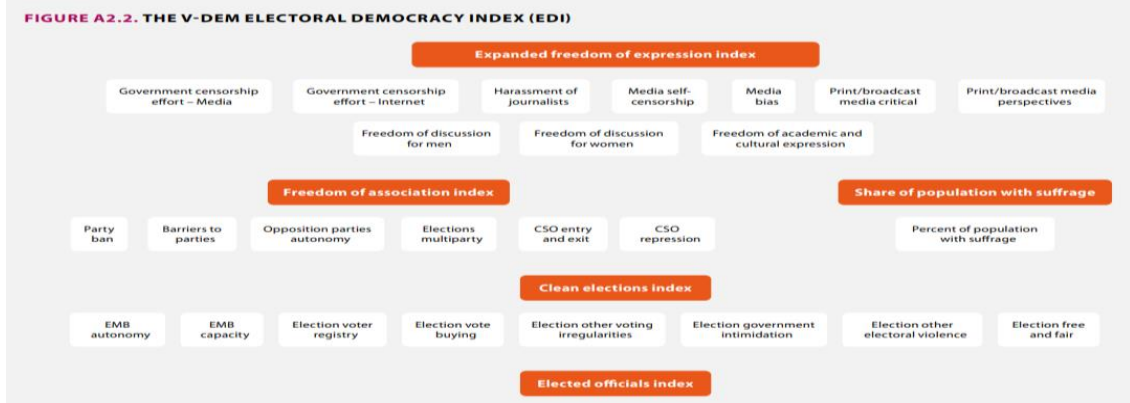 FIGURE A2.2. THE V-DEM ELECTORAL DEMOCRACY INDEX (EDI)
Expanded freedom of expression index
Government censorship
effort – Media
Government censorship
effort – Internet
Harassment of
journalists
Media self-
censorship
Media
bias
Print/broadcast
media critical
Print/broadcast media
perspectives
Freedom of discussion
for men
Freedom of discussion
for women
Freedom of academic and
cultural expression
Freedom of association index
Share of population with suffrage
Party
ban
Barriers to
parties
Opposition parties
autonomy
Elections
multiparty
CSO entry
and exit
CSO
repression
Percent of population
with suffrage
Clean elections index
EMB
autonomy
EMB
capacity
Election voter
registry
Election vote
buying
Election other voting
irregularities
Election government
intimidation
Election other
electoral violence
Election free
and fair
Elected officials index